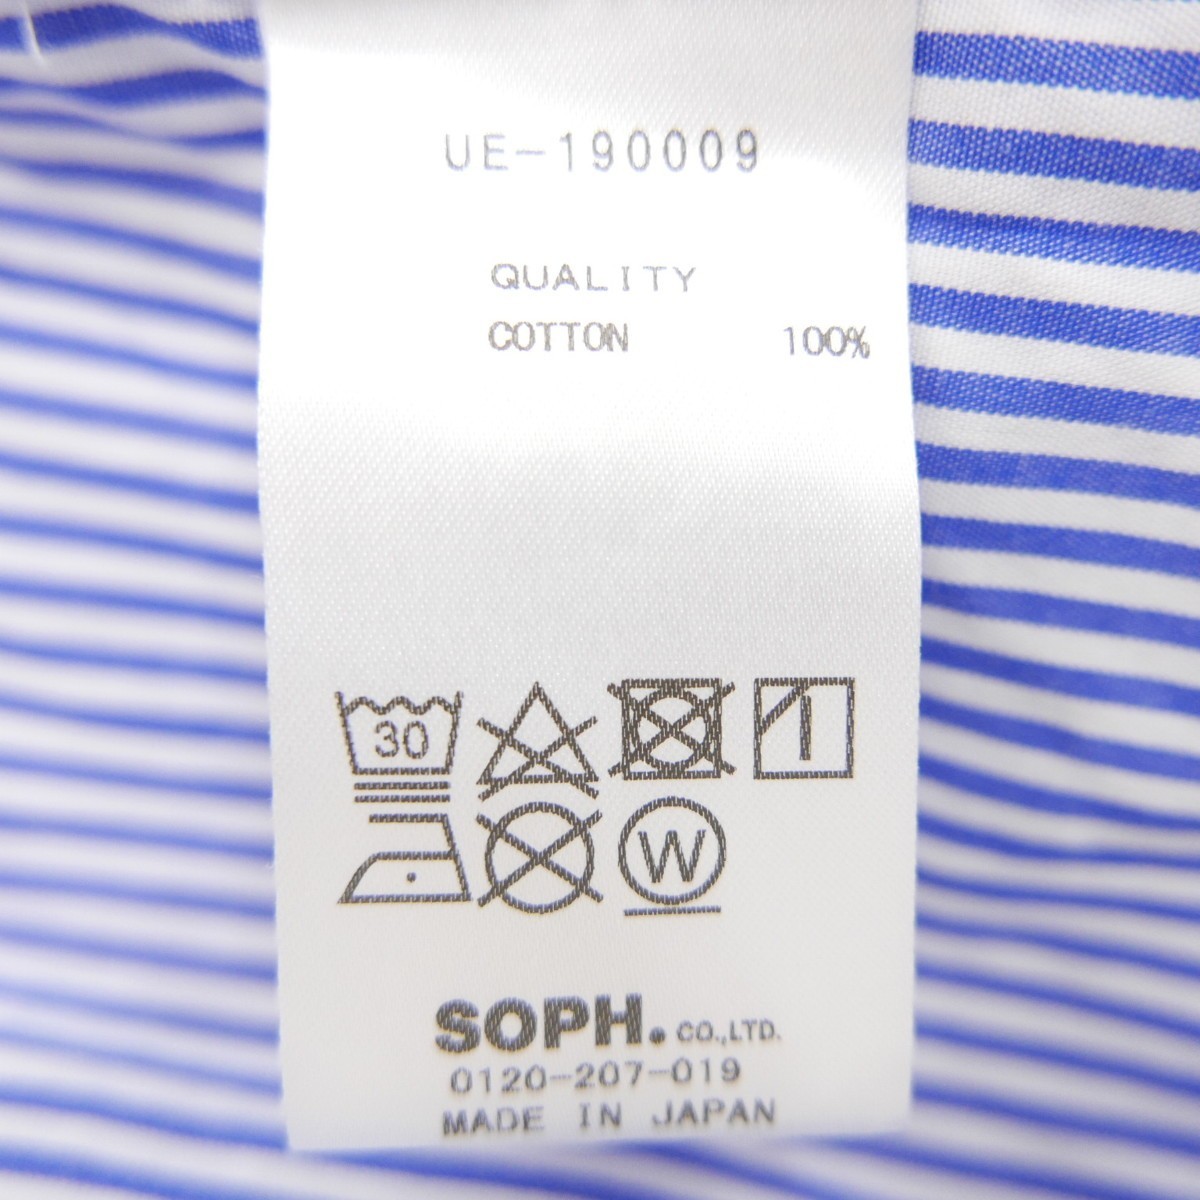 UE-190009
QUALITY
COTTON 100%
30
W
SOPH. CO.,LTD.
0120-207-019
MADE IN JAPAN